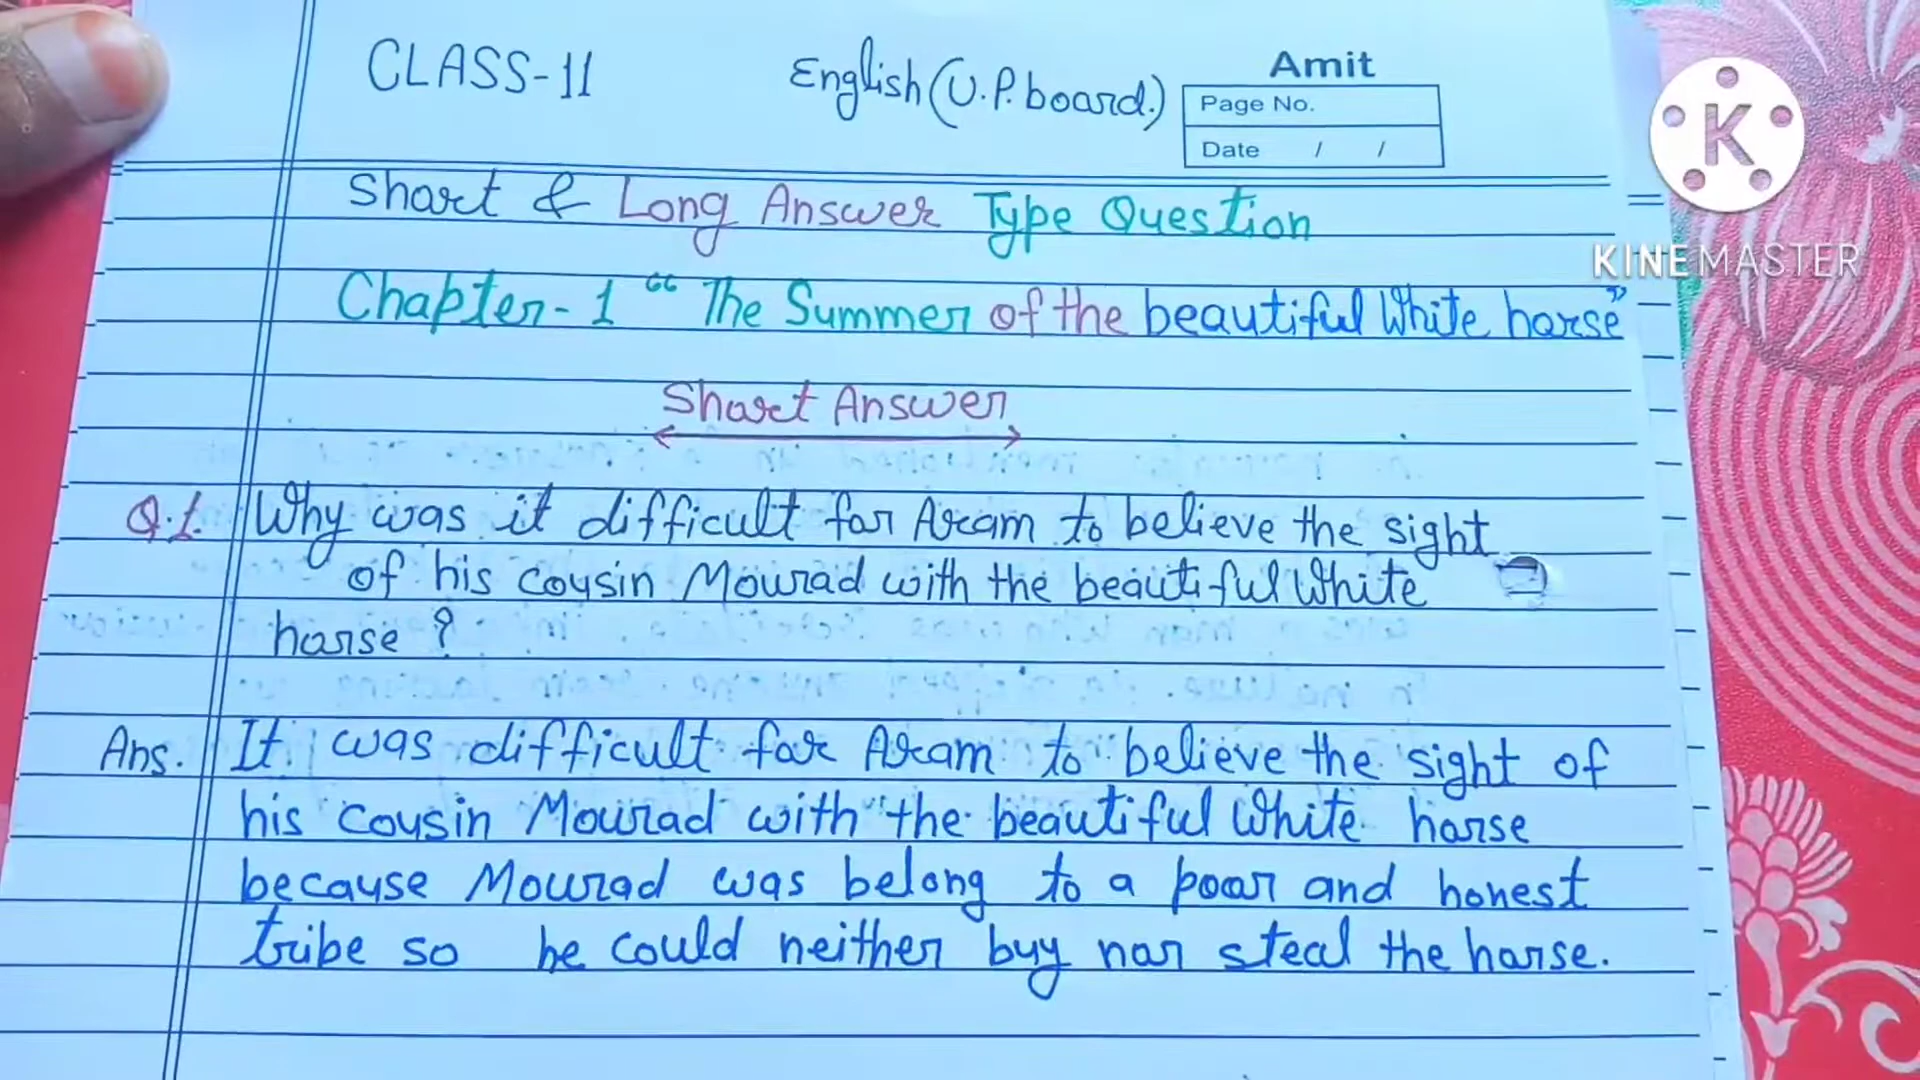 CLASS-11 English (U.P. board.)
Amit
Page No.
Date / /
K
KINEMASTER
Short & Long Answer Type Question
Chapter-1 “The Summer of the beautiful White horse”
Short Answer
Q.1. Why was it difficult for Aram to believe the sight
of his cousin Mourad with the beautiful White
horse ?
Ans. It was difficult for Aram to believe the sight of
his cousin Mourad with the beautiful White horse
because Mourad was belong to a poor and honest
tribe so he could neither buy nor steal the horse.